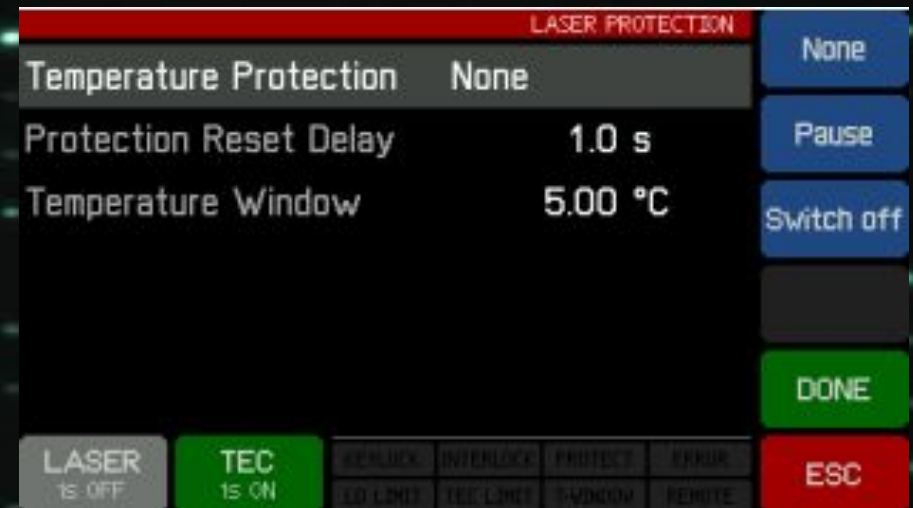 LASER PROTECTION
Temperature Protection None
Protection Reset Delay 1.0 s
Temperature Window 5.00 °C
None
Pause
Switch off
DONE
ESC
LASER
is OFF
TEC
is ON
KEYLOCK INTERLOCK PROTECT ERROR
LD LIMIT TEC LIMIT T-WINDOW REMOTE